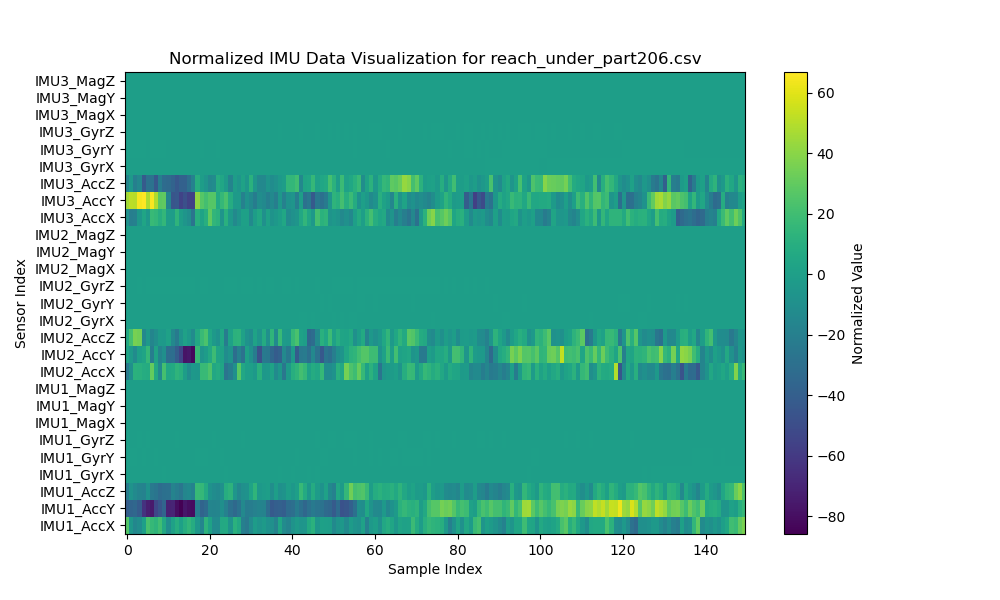 Normalized IMU Data Visualization for reach_under_part206.csv
IMU3_MagZ
IMU3_MagY
IMU3_MagX
IMU3_GyrZ
IMU3_GyrY
IMU3_GyrX
IMU3_AccZ
IMU3_AccY
IMU3_AccX
IMU2_MagZ
IMU2_MagY
IMU2_MagX
IMU2_GyrZ
IMU2_GyrY
IMU2_GyrX
IMU2_AccZ
IMU2_AccY
IMU2_AccX
IMU1_MagZ
IMU1_MagY
IMU1_MagX
IMU1_GyrZ
IMU1_GyrY
IMU1_GyrX
IMU1_AccZ
IMU1_AccY
IMU1_AccX
Sensor Index
0 20 40 60 80 100 120 140
Sample Index
60
40
20
0
−20
−40
−60
−80
Normalized Value